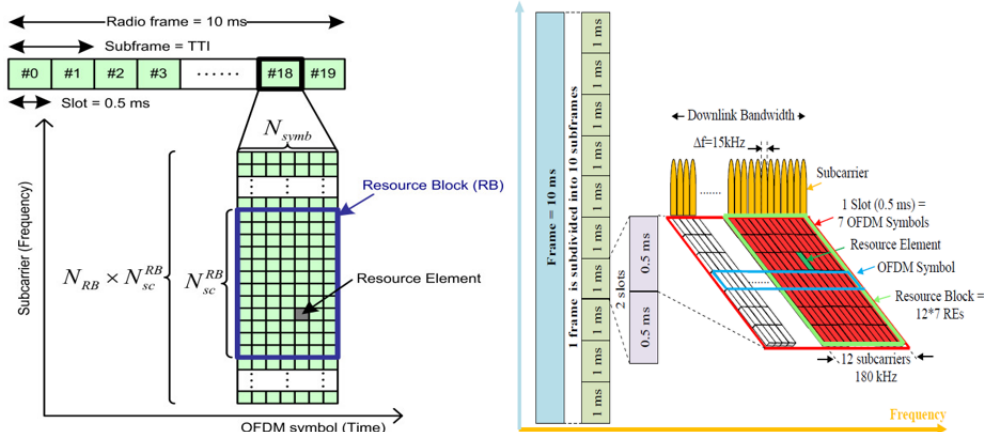 Radio frame = 10 ms
Subframe = TTI
#0 #1 #2 #3 ...... #18 #19
Slot = 0.5 ms
N_symb
Resource Block (RB)
Resource Element
N_RB × N_sc^RB
N_sc^RB
Subcarrier (Frequency)
OFDM symbol (Time)
Frame = 10 ms
1 frame is subdivided into 10 subframes
1 ms
1 ms
1 ms
1 ms
1 ms
1 ms
1 ms
1 ms
1 ms
1 ms
2 slots
0.5 ms
0.5 ms
Downlink Bandwidth
Δf=15kHz
Subcarrier
1 Slot (0.5 ms) =
7 OFDM Symbols
Resource Element
OFDM Symbol
Resource Block =
12*7 REs
12 subcarriers
180 kHz
Frequency